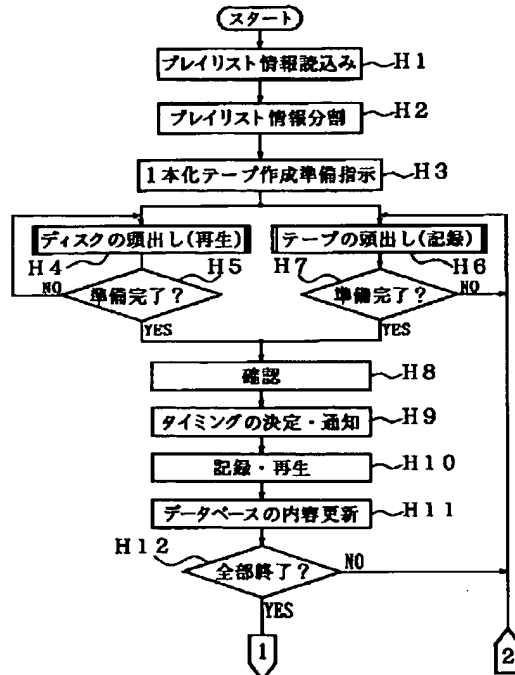 スタート
プレイリスト情報読込み H1
プレイリスト情報分割 H2
1本化テープ作成準備指示 H3
ディスクの頭出し(再生) テープの頭出し(記録)
H4 H5 H7 H6
NO 準備完了? 準備完了? NO
YES YES
確認 H8
タイミングの決定・通知 H9
記録・再生 H10
データベースの内容更新 H11
H12
全部終了? NO
YES
1 2